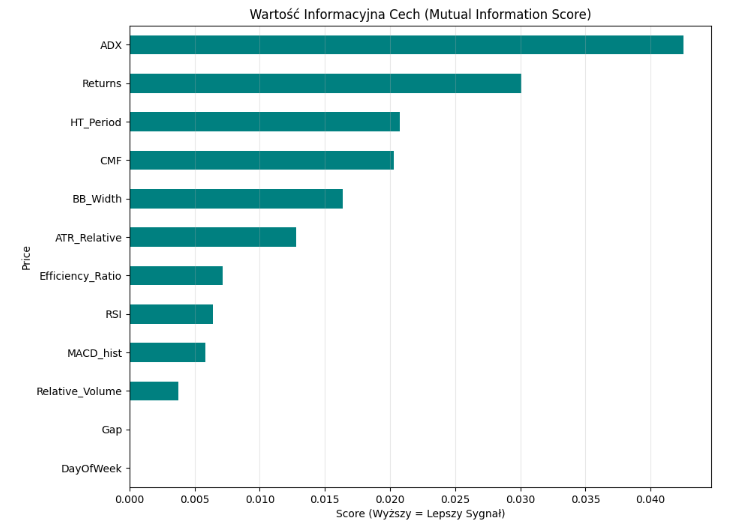 Wartość Informacyjna Cech (Mutual Information Score)
ADX
Returns
HT_Period
CMF
BB_Width
ATR_Relative
Efficiency_Ratio
RSI
MACD_hist
Relative_Volume
Gap
DayOfWeek
Price
0.000 0.005 0.010 0.015 0.020 0.025 0.030 0.035 0.040
Score (Wyższy = Lepszy Sygnał)